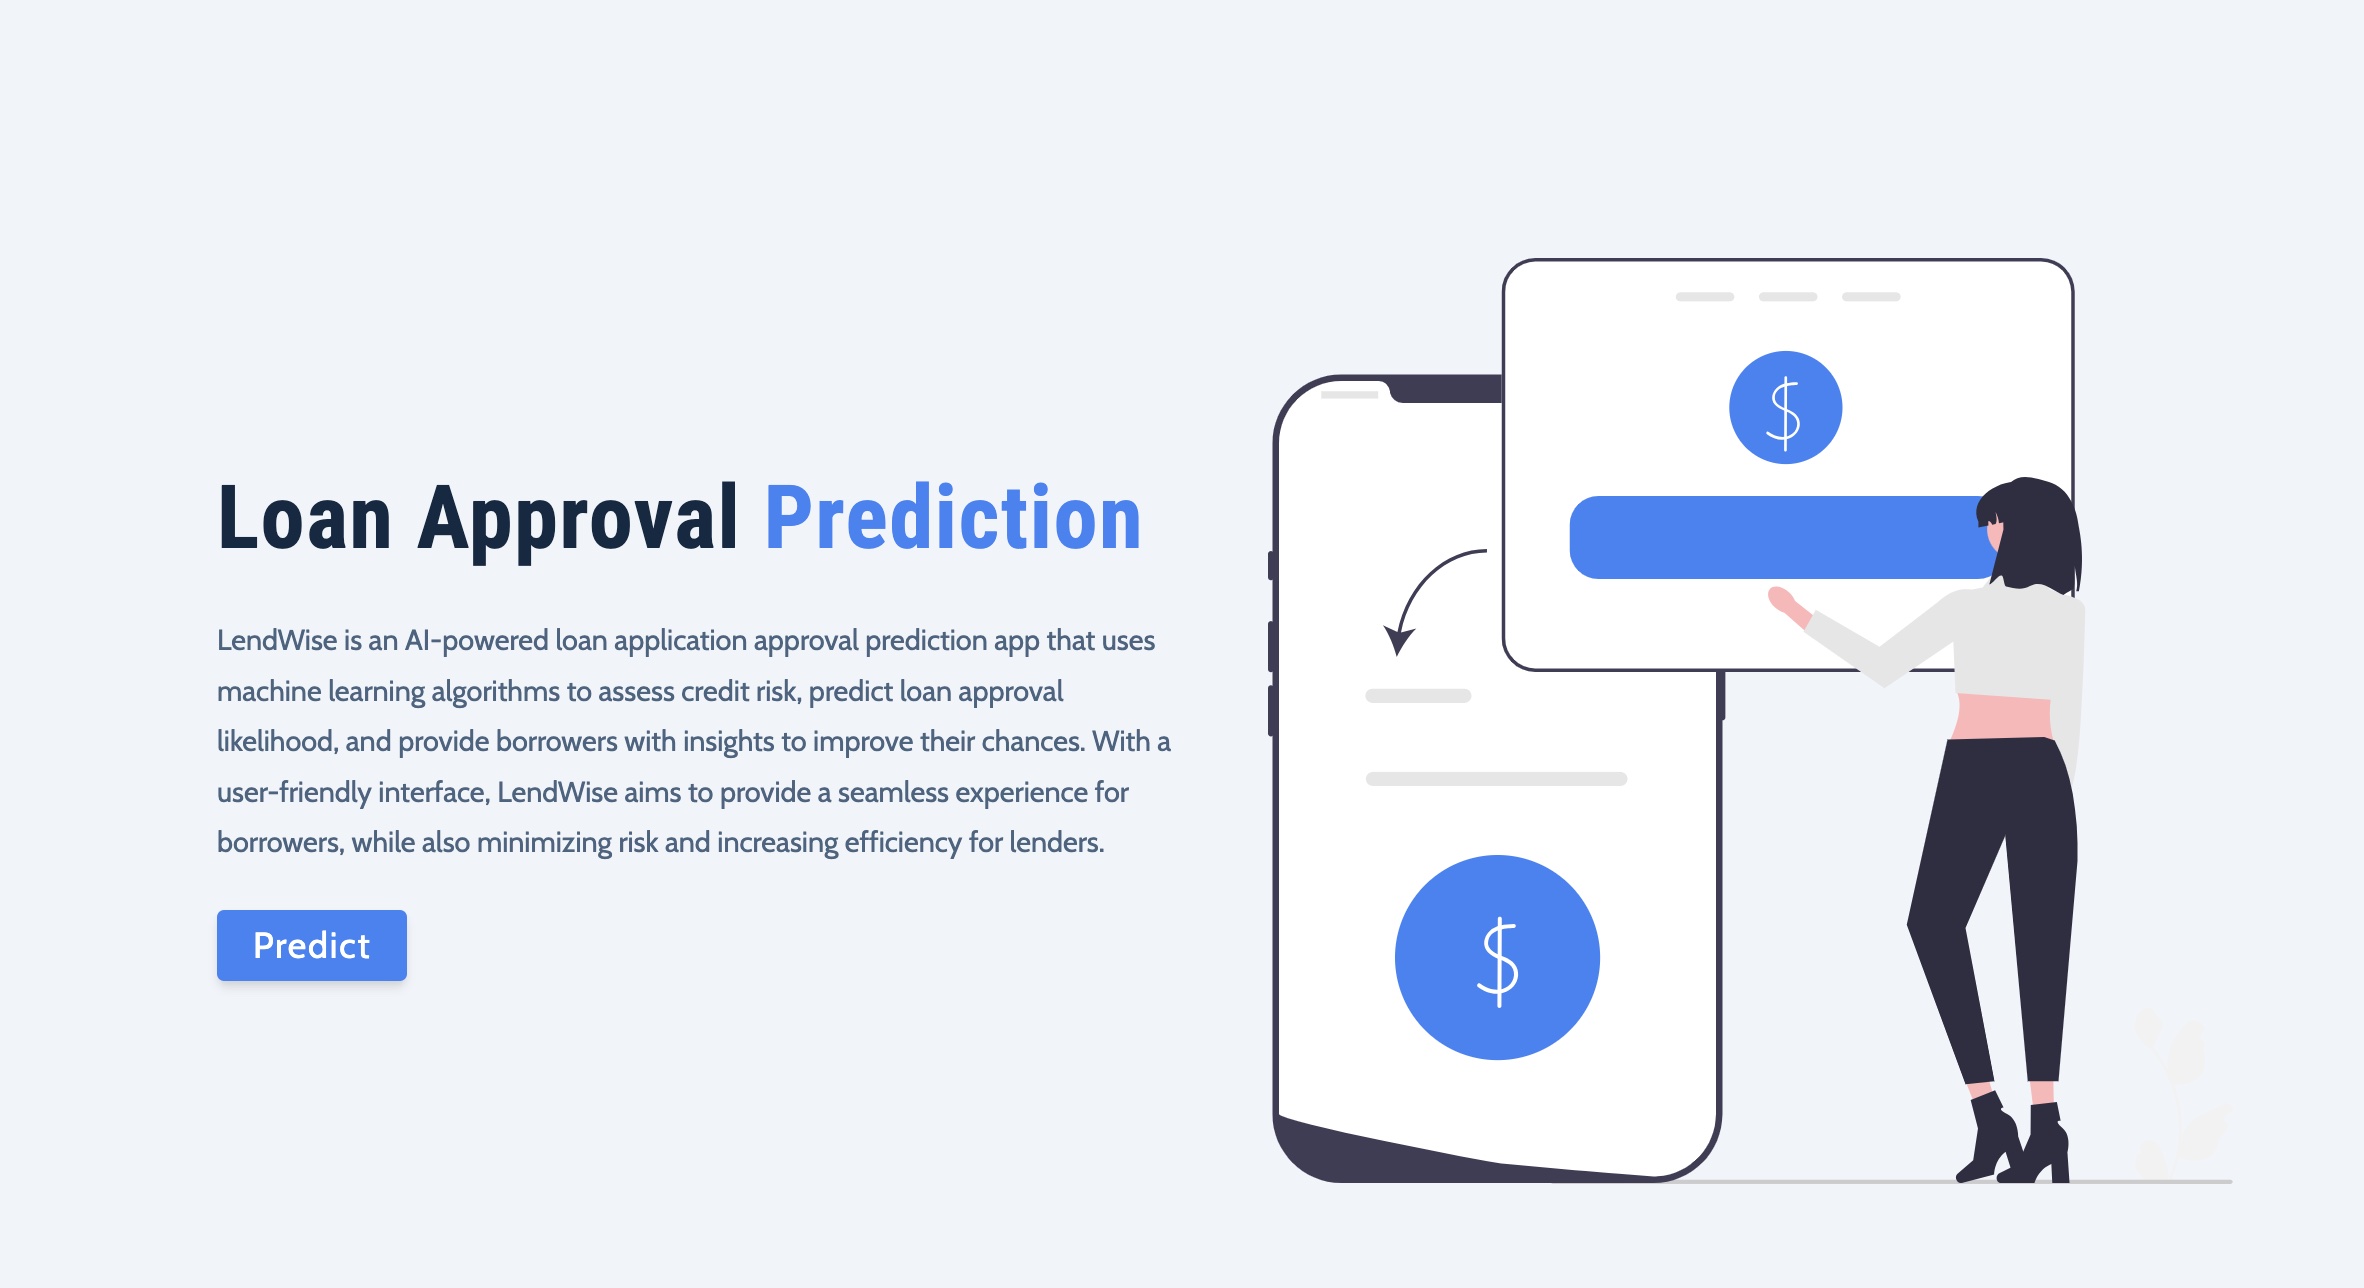 Loan Approval Prediction
LendWise is an AI-powered loan application approval prediction app that uses
machine learning algorithms to assess credit risk, predict loan approval
likelihood, and provide borrowers with insights to improve their chances. With a
user-friendly interface, LendWise aims to provide a seamless experience for
borrowers, while also minimizing risk and increasing efficiency for lenders.
Predict
$
$